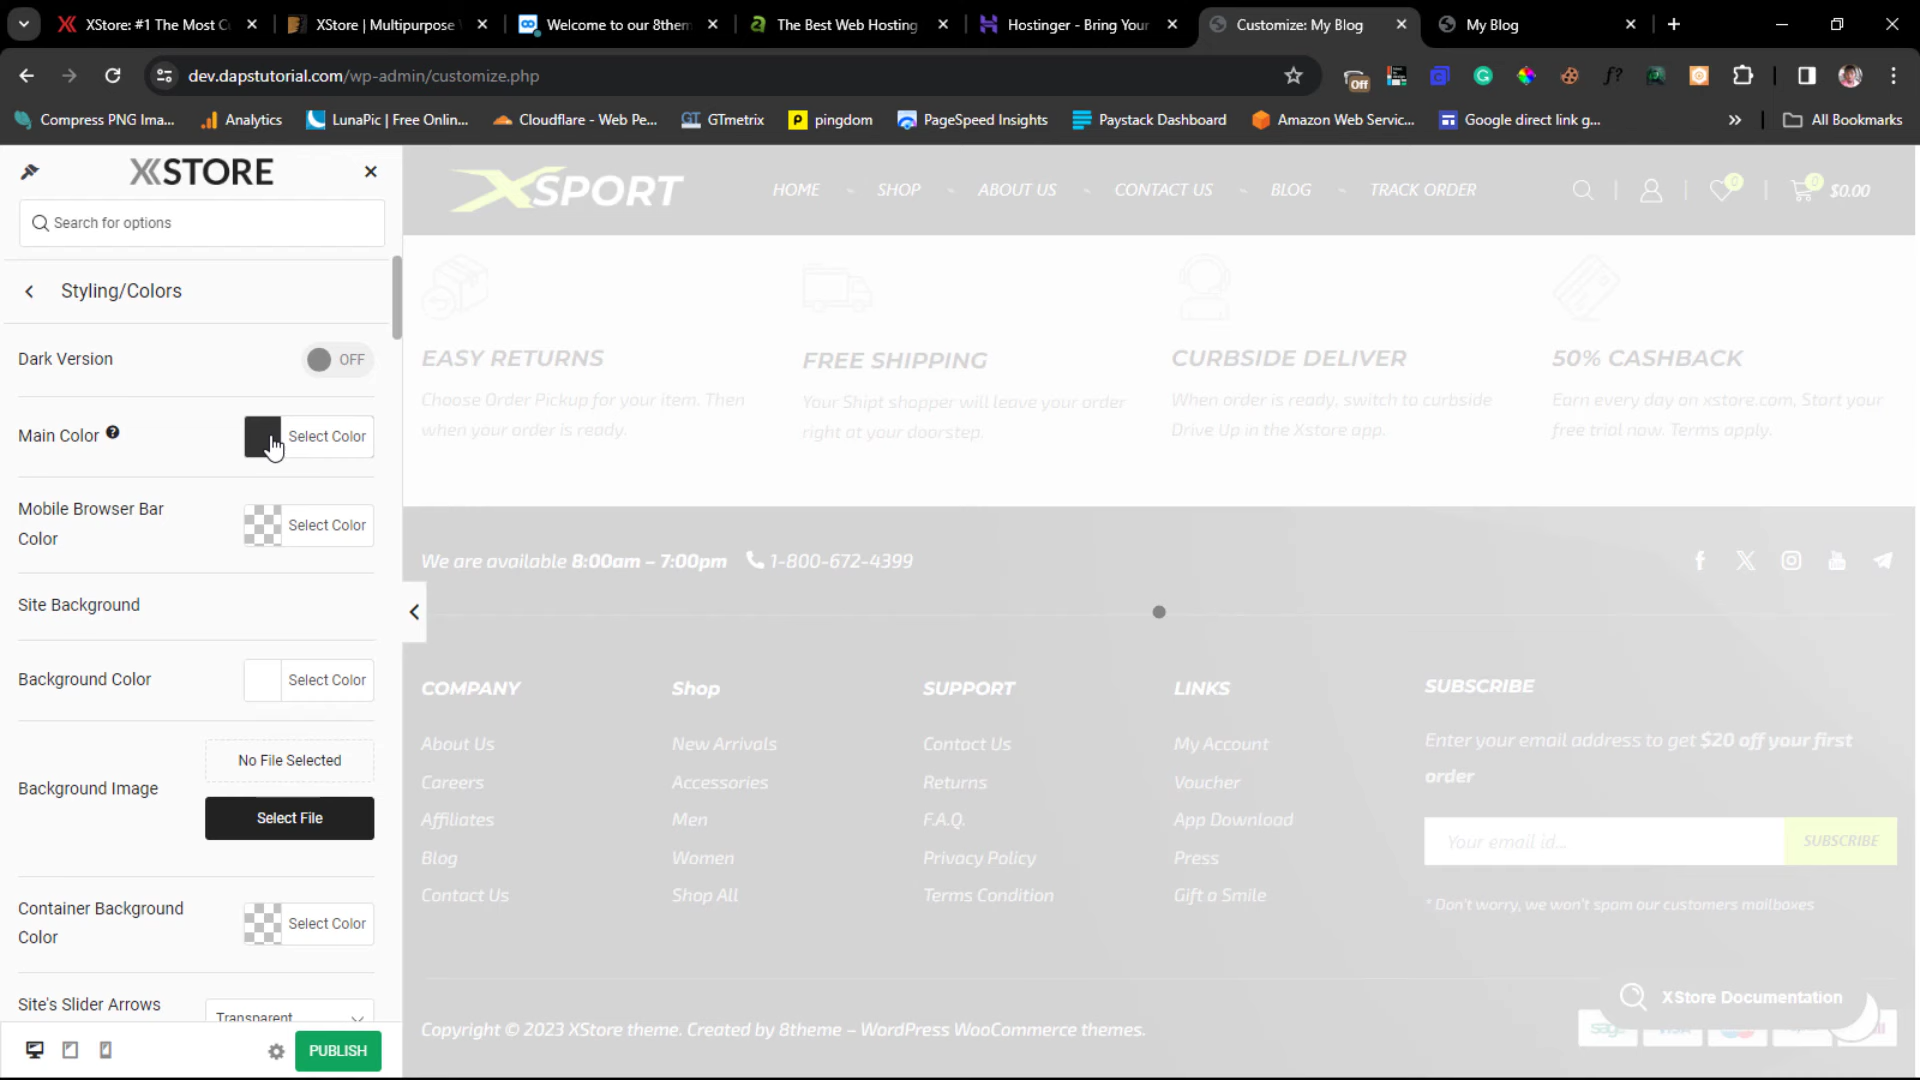 XStore: #1 The Most Cu
XStore | Multipurpose W
Welcome to our 8them
The Best Web Hosting
Hostinger - Bring Your
Customize: My Blog
My Blog
dev.dapstutorial.com/wp-admin/customize.php
Off
Compress PNG Ima...
Analytics
LunaPic | Free Onlin...
Cloudflare - Web Pe...
GTmetrix
pingdom
PageSpeed Insights
Paystack Dashboard
Amazon Web Servic...
Google direct link g...
All Bookmarks
XSTORE
Search for options
Styling/Colors
Dark Version
OFF
Main Color
Select Color
Mobile Browser Bar
Color
Select Color
Site Background
Background Color
Select Color
Background Image
No File Selected
Select File
Container Background
Color
Select Color
Site's Slider Arrows
Transparent
PUBLISH
XSPORT
HOME
SHOP
ABOUT US
CONTACT US
BLOG
TRACK ORDER
0
0
$0.00
EASY RETURNS
Choose Order Pickup for your item. Then
when your order is ready.
FREE SHIPPING
Your Shipt shopper will leave your order
right at your doorstep.
CURBSIDE DELIVER
When order is ready, switch to curbside
Drive Up in the Xstore app.
50% CASHBACK
Earn every day on xstore.com, Start your
free trial now. Terms apply.
We are available 8:00am – 7:00pm
1-800-672-4399
COMPANY
About Us
Careers
Affiliates
Blog
Contact Us
Shop
New Arrivals
Accessories
Men
Women
Shop All
SUPPORT
Contact Us
Returns
F.A.Q.
Privacy Policy
Terms Condition
LINKS
My Account
Voucher
App Download
Press
Gift a Smile
SUBSCRIBE
Enter your email address to get $20 off your first
order
Your email id...
SUBSCRIBE
* Don't worry, we won't spam our customers mailboxes
XStore Documentation
Copyright © 2023 XStore theme. Created by 8theme – WordPress WooCommerce themes.